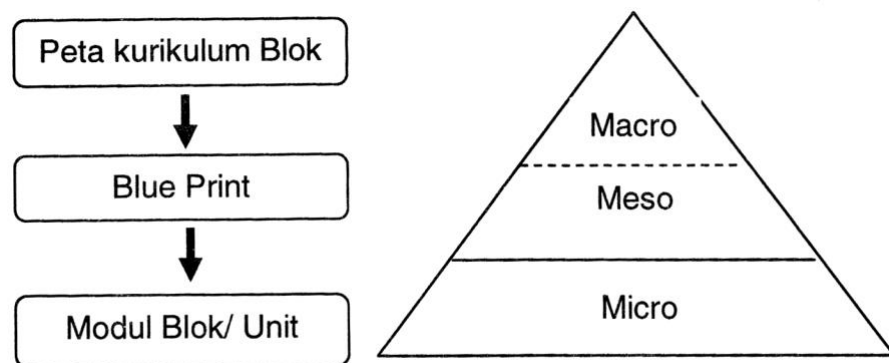 Peta kurikulum Blok
Blue Print
Modul Blok/ Unit
Macro
Meso
Micro